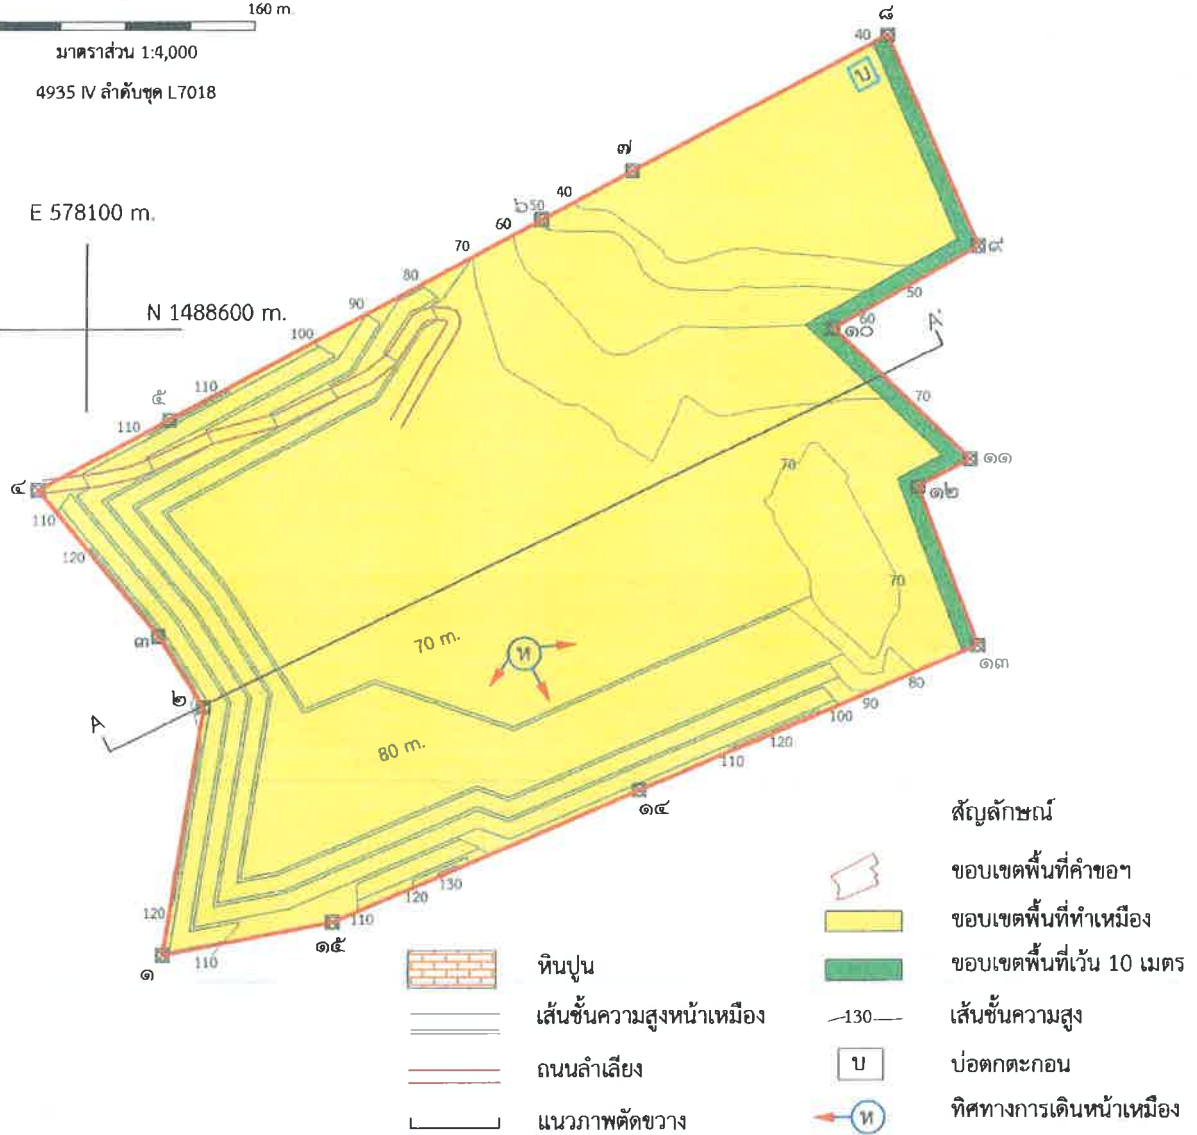 160 m.
มาตราส่วน 1:4,000
4935 IV ลำดับชุด L7018
๘
40
บ
๗
E 578100 m.
๖
50
40
60
70
๙
80
50
90
N 1488600 m.
60
๑๐
A'
100
110
70
๕
110
๑๑
70
๔
๑๒
110
120
70
๓
70 m.
ห
๑๓
80
๒
90
A
100
80 m.
120
110
๑๔
130
120
120
110
๑๕
110
๑
สัญลักษณ์
ขอบเขตพื้นที่คำขอฯ
ขอบเขตพื้นที่ทำเหมือง
หินปูน
ขอบเขตพื้นที่เว้น 10 เมตร
เส้นชั้นความสูงหน้าเหมือง
130
เส้นชั้นความสูง
ถนนลำเลียง
บ
บ่อตกตะกอน
แนวภาพตัดขวาง
ห
ทิศทางการเดินหน้าเหมือง